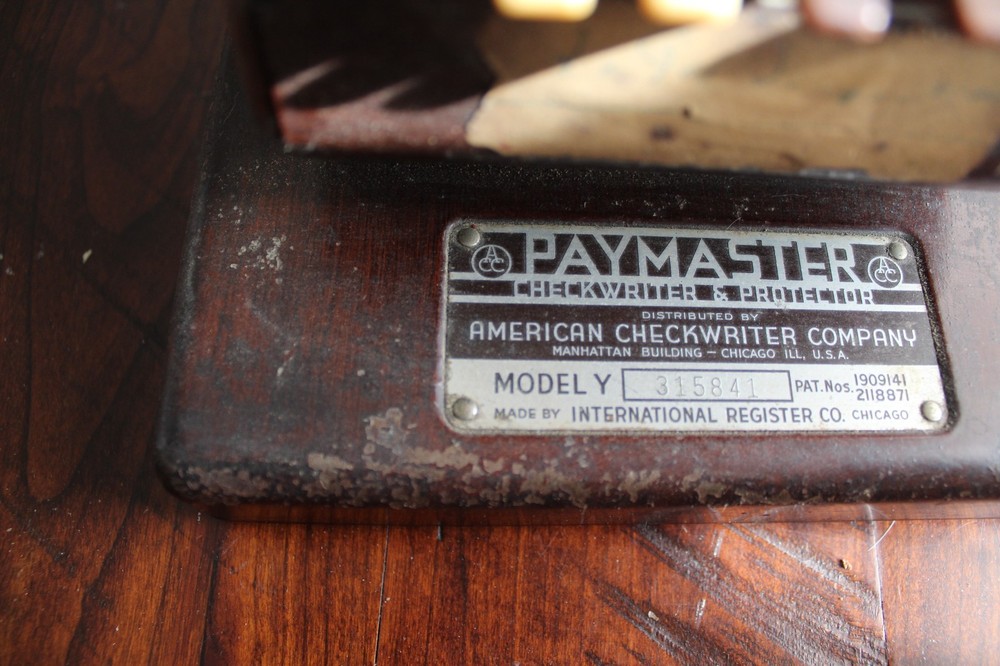 PAYMASTER
CHECKWRITER & PROTECTOR
DISTRIBUTED BY
AMERICAN CHECKWRITER COMPANY
MANHATTAN BUILDING – CHICAGO ILL, U.S.A.
MODEL Y 315841 PAT. Nos. 1909141
2118871
MADE BY INTERNATIONAL REGISTER CO. CHICAGO